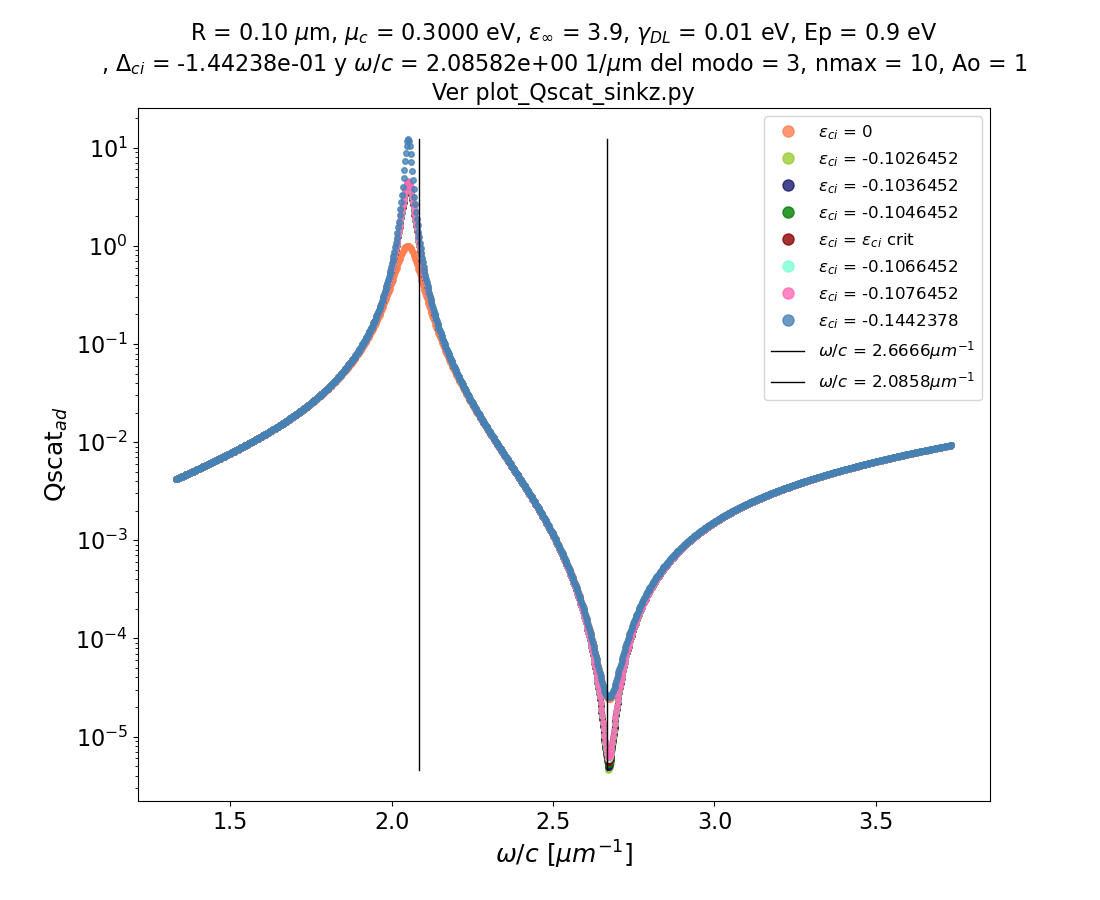 R = 0.10 μm, μ_c = 0.3000 eV, ε_∞ = 3.9, γ_DL = 0.01 eV, Ep = 0.9 eV
, Δ_ci = -1.44238e-01 y ω/c = 2.08582e+00 1/μm del modo = 3, nmax = 10, Ao = 1
Ver plot_Qscat_sinkz.py
Qscat_ad
10^1
10^0
10^-1
10^-2
10^-3
10^-4
10^-5
ε_ci = 0
ε_ci = -0.1026452
ε_ci = -0.1036452
ε_ci = -0.1046452
ε_ci = ε_ci crit
ε_ci = -0.1066452
ε_ci = -0.1076452
ε_ci = -0.1442378
ω/c = 2.6666μm^-1
ω/c = 2.0858μm^-1
1.5 2.0 2.5 3.0 3.5
ω/c [μm^-1]